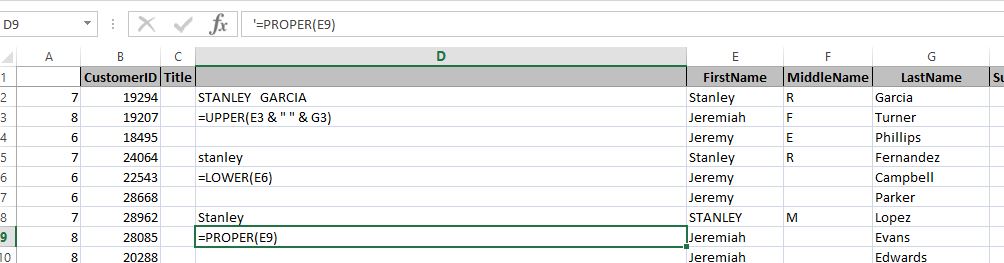 D9 fx '=PROPER(E9)
A B C D E F G
1 CustomerID Title FirstName MiddleName LastName Su
2 7 19294 STANLEY   GARCIA Stanley R Garcia
3 8 19207 =UPPER(E3 & " " & G3) Jeremiah F Turner
4 6 18495 Jeremy E Phillips
5 7 24064 stanley Stanley R Fernandez
6 6 22543 =LOWER(E6) Jeremy Campbell
7 6 28668 Jeremy Parker
8 7 28962 Stanley STANLEY M Lopez
9 8 28085 =PROPER(E9) Jeremiah Evans
10 8 20288 Jeremiah Edwards